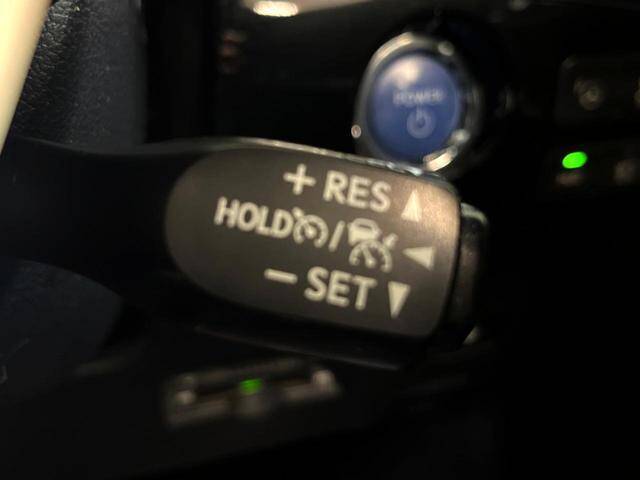 POWER
+ RES
HOLD /
− SET